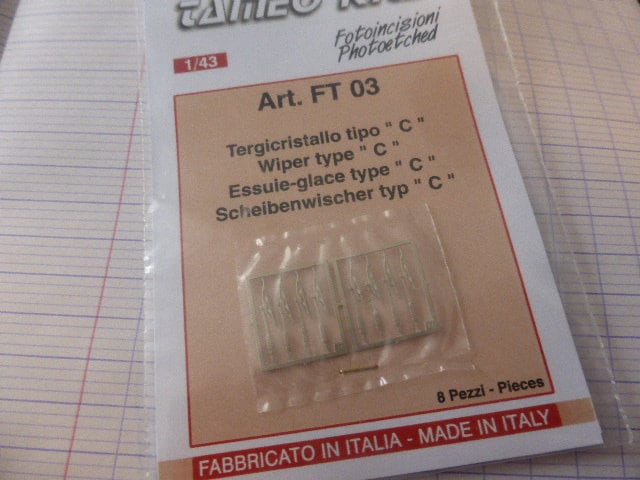 TAMEO
Fotoincisioni
Photoetched
1/43
Art. FT 03
Tergicristallo tipo " C "
Wiper type " C "
Essuie-glace type " C "
Scheibenwischer typ " C "
8 Pezzi - Pieces
FABBRICATO IN ITALIA - MADE IN ITALY